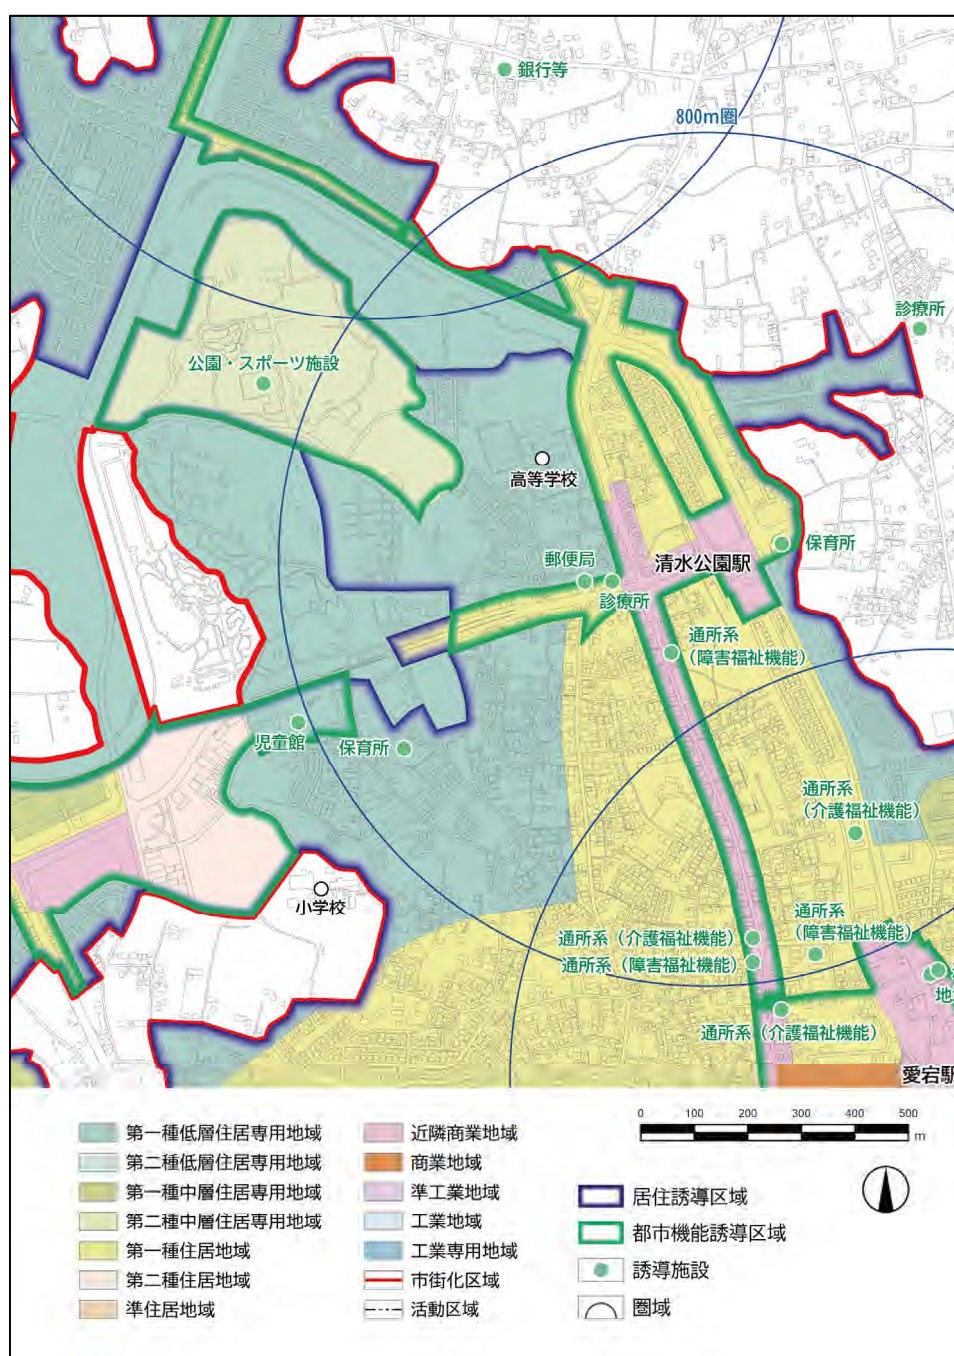 銀行等
800m圏
診療所
公園・スポーツ施設
高等学校
郵便局
診療所
清水公園駅
保育所
通所系
（障害福祉機能）
児童館
保育所
通所系
（介護福祉機能）
小学校
通所系
（障害福祉機能）
通所系（介護福祉機能）
通所系（障害福祉機能）
通所系（介護福祉機能）
愛宕駅
0 100 200 300 400 500
m
第一種低層住居専用地域
第二種低層住居専用地域
第一種中層住居専用地域
第二種中層住居専用地域
第一種住居地域
第二種住居地域
準住居地域
近隣商業地域
商業地域
準工業地域
工業地域
工業専用地域
市街化区域
活動区域
居住誘導区域
都市機能誘導区域
誘導施設
圏域